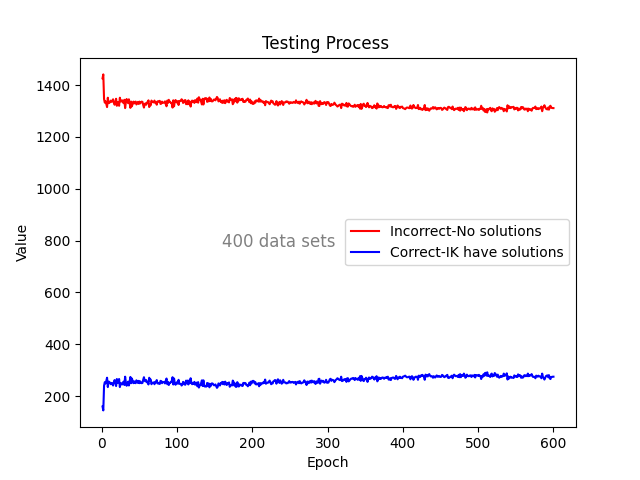 Testing Process
1400
1200
1000
800
600
400
200
Value
400 data sets
Incorrect-No solutions
Correct-IK have solutions
0 100 200 300 400 500 600
Epoch